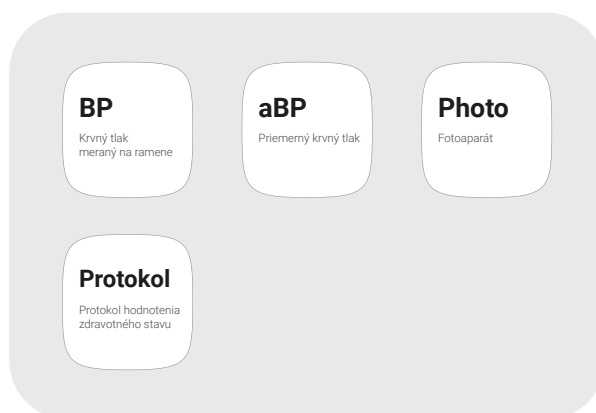 BP
Krvný tlak
meraný na ramene
aBP
Priemerný krvný tlak
Photo
Fotoaparát
Protokol
Protokol hodnotenia
zdravotného stavu